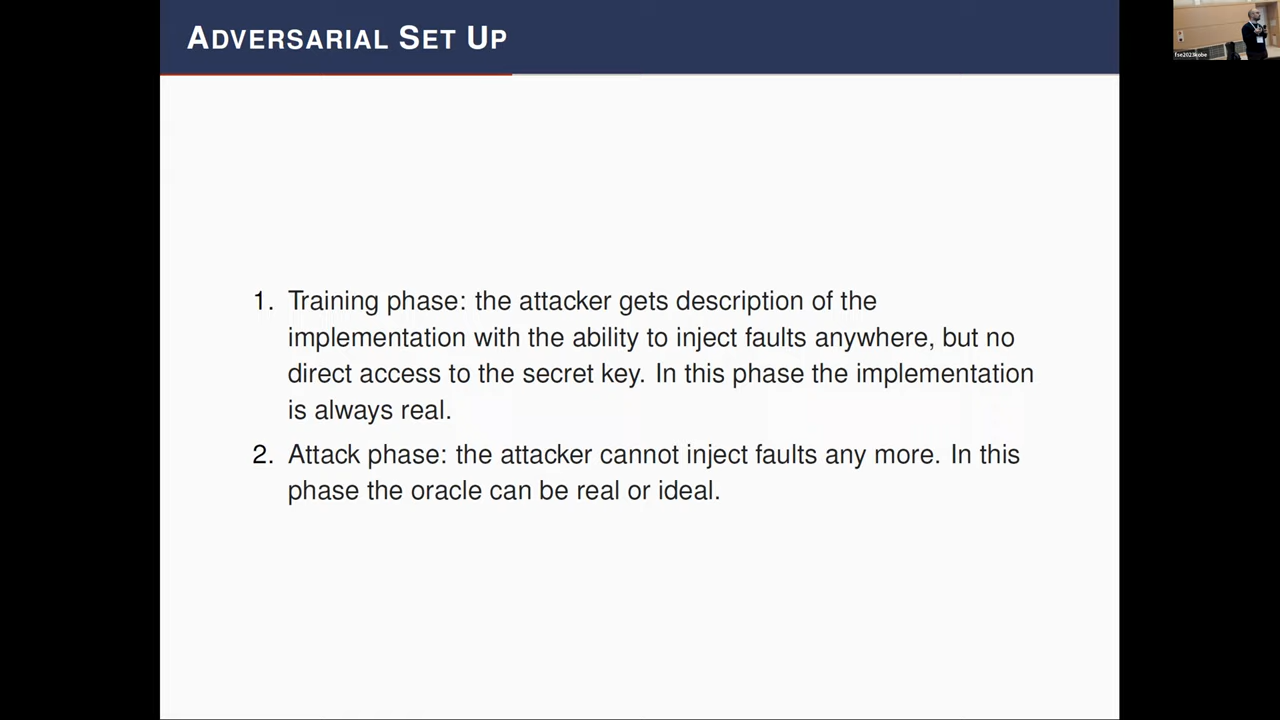 ADVERSARIAL SET UP
1. Training phase: the attacker gets description of the
implementation with the ability to inject faults anywhere, but no
direct access to the secret key. In this phase the implementation
is always real.
2. Attack phase: the attacker cannot inject faults any more. In this
phase the oracle can be real or ideal.
fse2023kobe